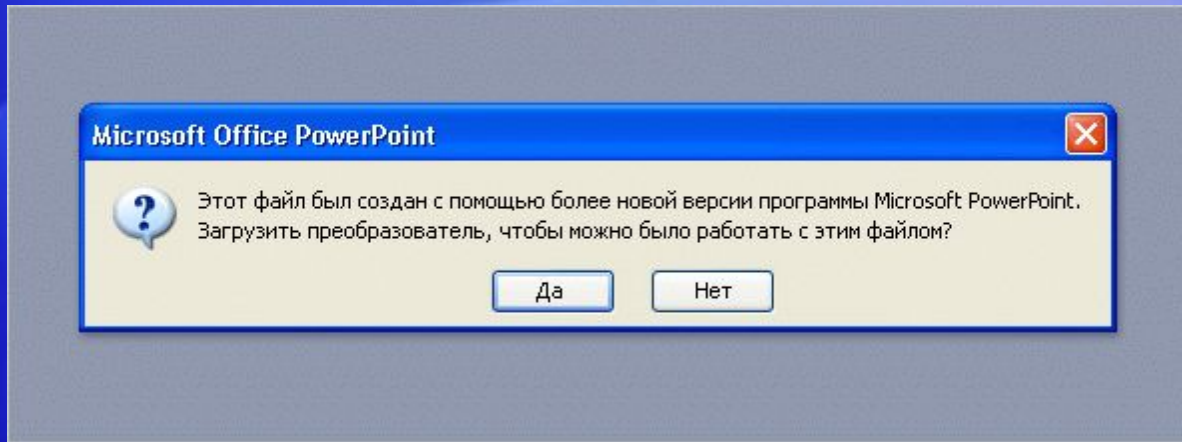 Microsoft Office PowerPoint
Этот файл был создан с помощью более новой версии программы Microsoft PowerPoint.
Загрузить преобразователь, чтобы можно было работать с этим файлом?
Да Нет